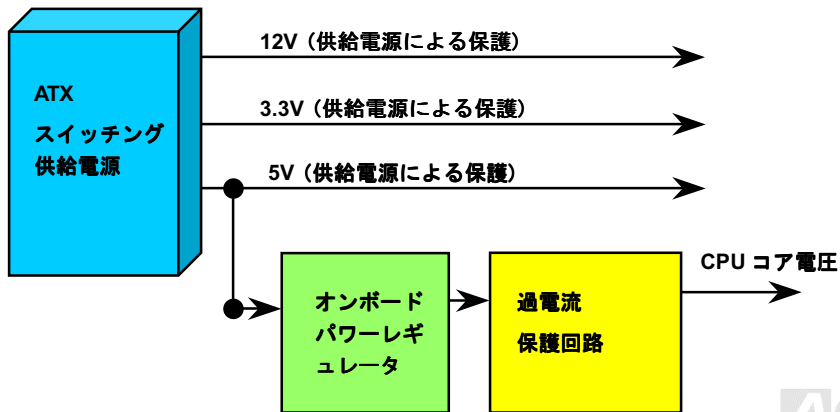 12V (供給電源による保護)
ATX
スイッチング
供給電源
3.3V (供給電源による保護)
5V (供給電源による保護)
CPU コア電圧
オンボード
パワーレギ
ュレータ
過電流
保護回路